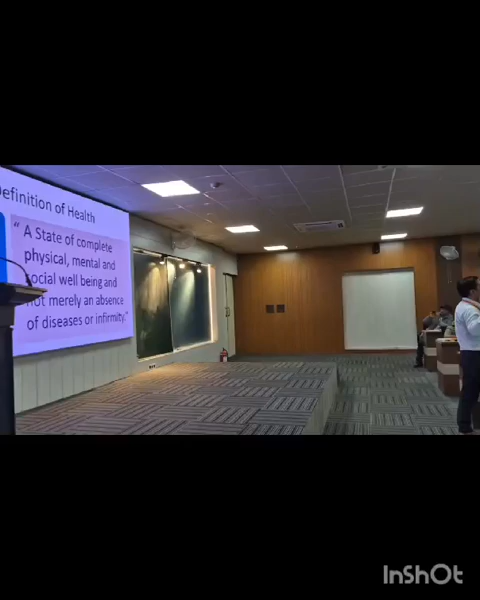 efinition of Health
“ A State of complete
physical, mental and
ocial well being and
not merely an absence
of diseases or infirmity.”
InShOt